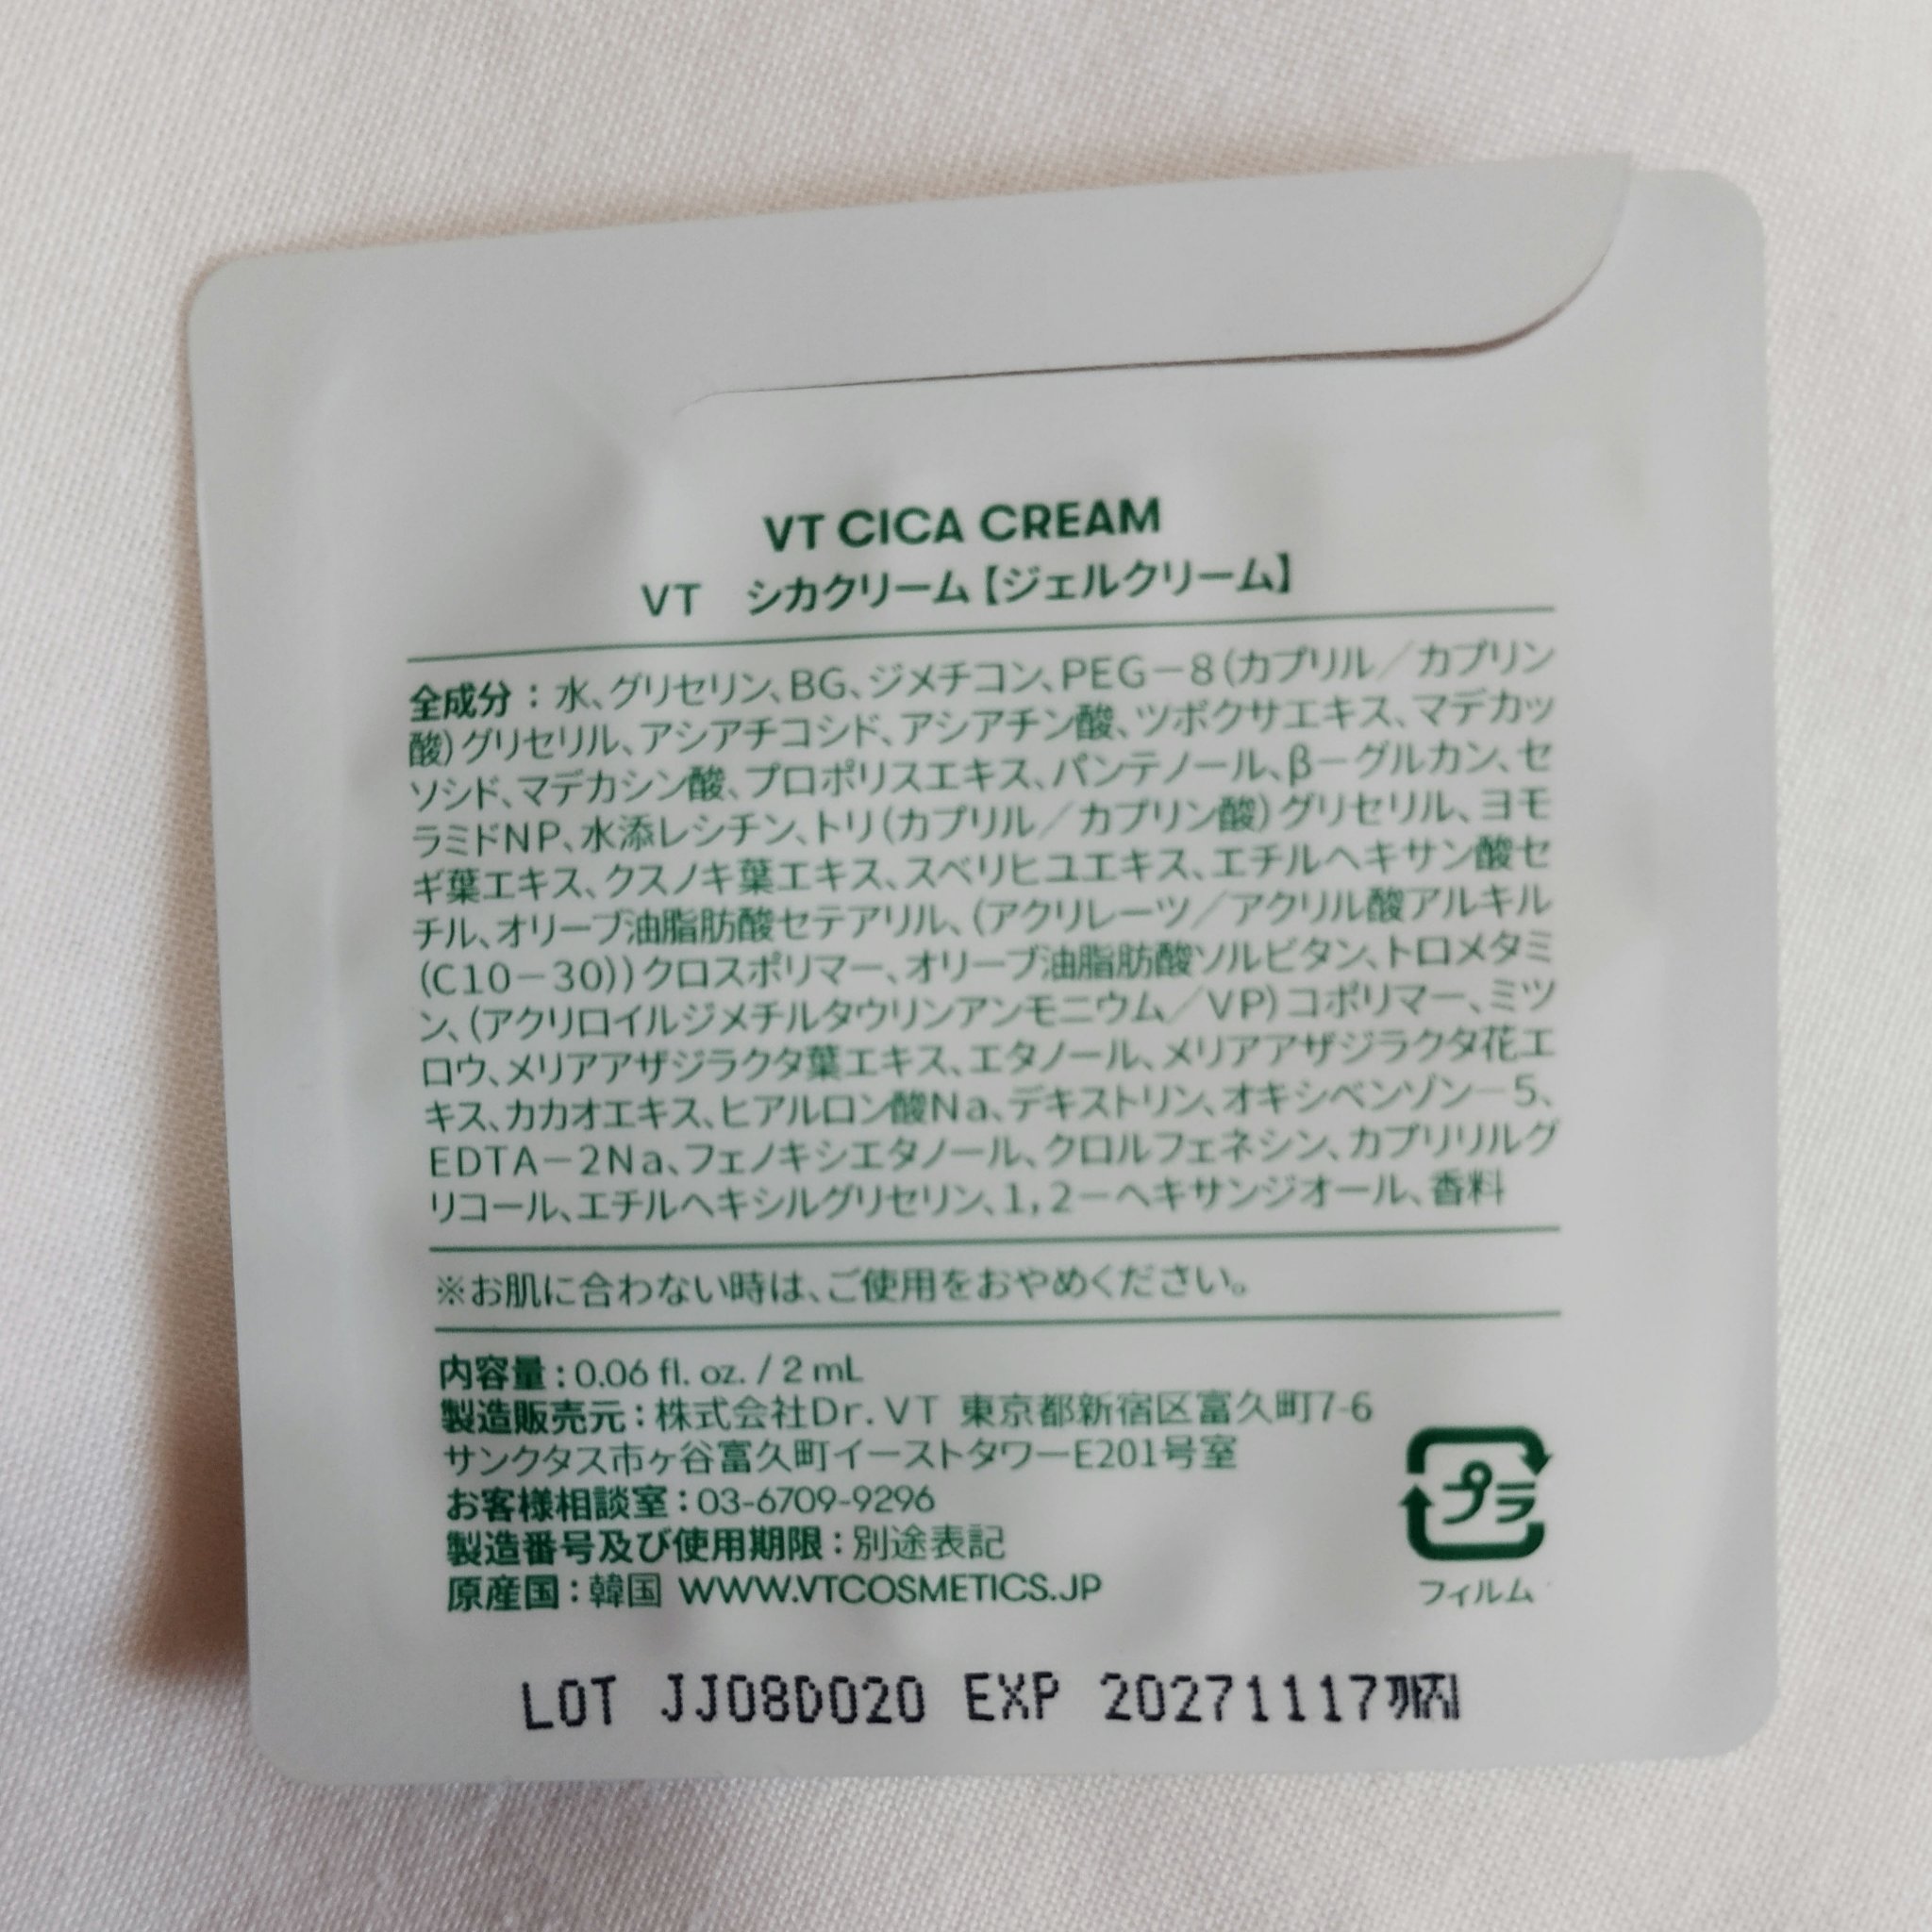 VT CICA CREAM
VT シカクリーム【ジェルクリーム】
全成分：水、グリセリン、BG、ジメチコン、PEG－8(カプリル／カプリン
酸)グリセリル、アシアチコシド、アシアチン酸、ツボクサエキス、マデカッ
ソシド、マデカシン酸、プロポリスエキス、パンテノール、β－グルカン、セ
ラミドNP、水添レシチン、トリ(カプリル／カプリン酸)グリセリル、ヨモ
ギ葉エキス、クスノキ葉エキス、スベリヒユエキス、エチルヘキサン酸セ
チル、オリーブ油脂肪酸セテアリル、(アクリレーツ／アクリル酸アルキル
(C10－30))クロスポリマー、オリーブ油脂肪酸ソルビタン、トロメタミ
ン、(アクリロイルジメチルタウリンアンモニウム／VP)コポリマー、ミツ
ロウ、メリアアザジラクタ葉エキス、エタノール、メリアアザジラクタ花エ
キス、カカオエキス、ヒアルロン酸Na、デキストリン、オキシベンゾン－5、
EDTA－2Na、フェノキシエタノール、クロルフェネシン、カプリリルグ
リコール、エチルヘキシルグリセリン、1,2－ヘキサンジオール、香料
※お肌に合わない時は、ご使用をおやめください。
内容量：0.06 fl. oz. / 2 mL
製造販売元：株式会社Dr.VT 東京都新宿区富久町7-6
サンクタス市ヶ谷富久町イーストタワーE201号室
お客様相談室：03-6709-9296
製造番号及び使用期限：別途表記
原産国：韓国 WWW.VTCOSMETICS.JP
プラ
フィルム
LOT JJ08D020 EXP 20271117까지